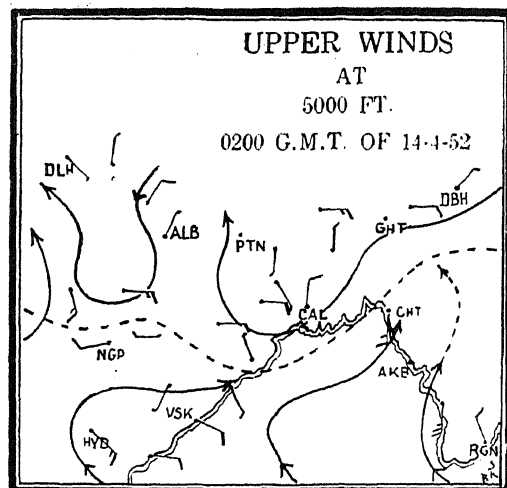 UPPER WINDS
AT
5000 FT.
0200 G.M.T. OF 14-4-52
DLH
DBH
ALB
PTN
GHT
CAL
CHT
NGP
AKB
VSK
HYD
RGN